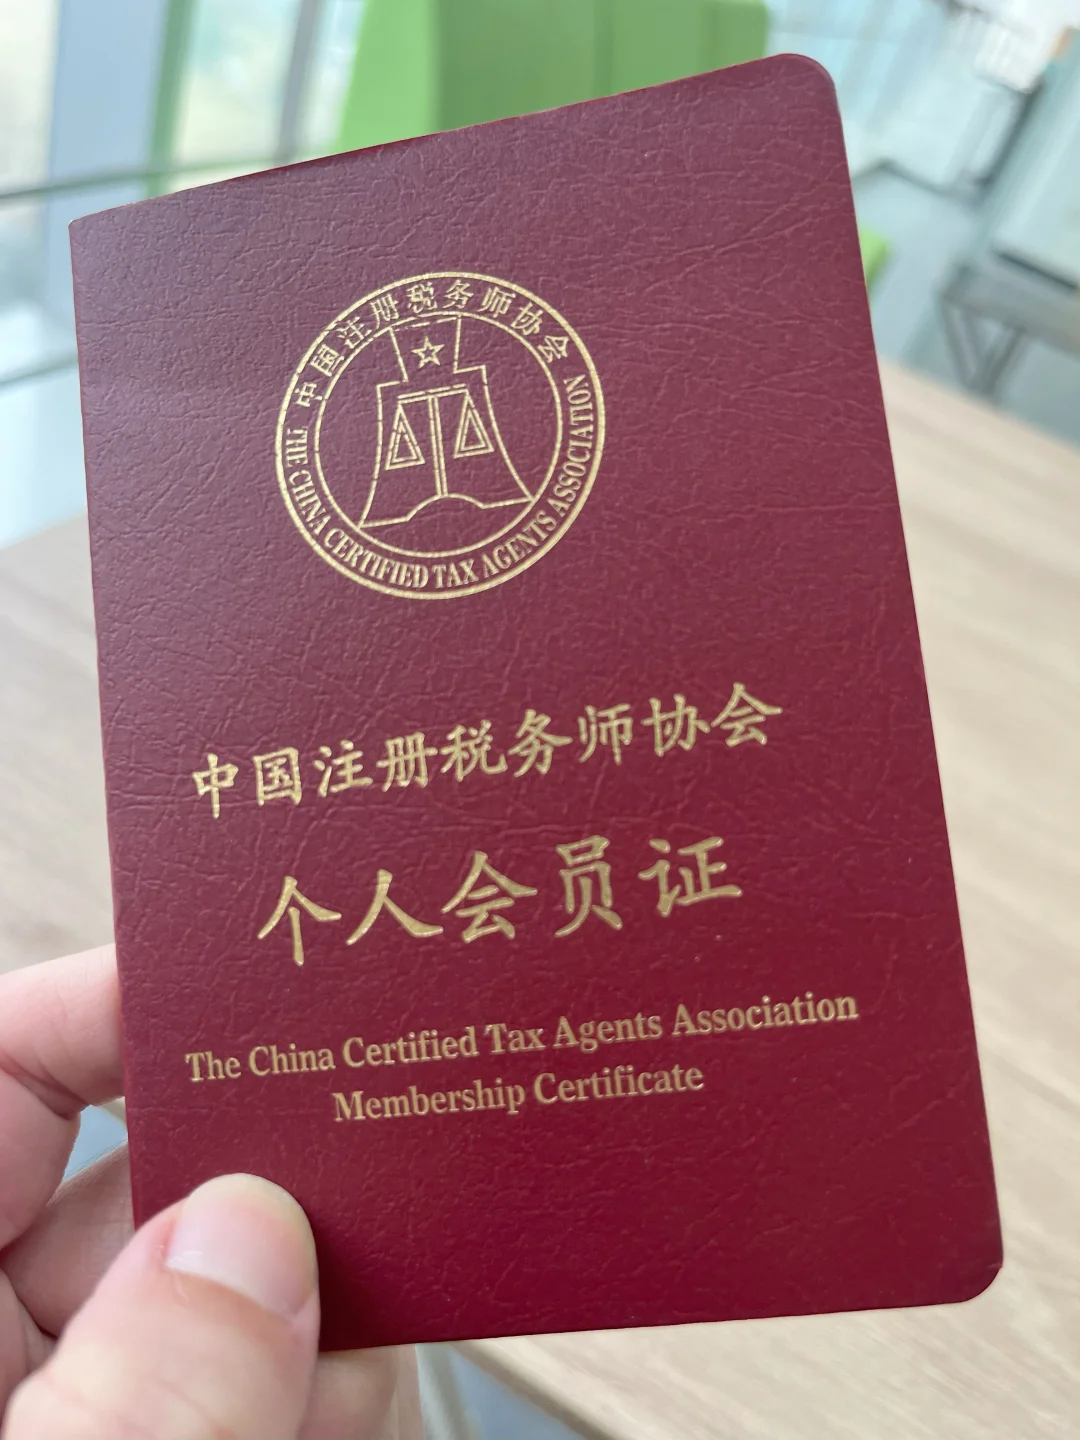 中国注册税务师协会
THE CHINA CERTIFIED TAX AGENTS ASSOCIATION
中国注册税务师协会
个人会员证
The China Certified Tax Agents Association
Membership Certificate